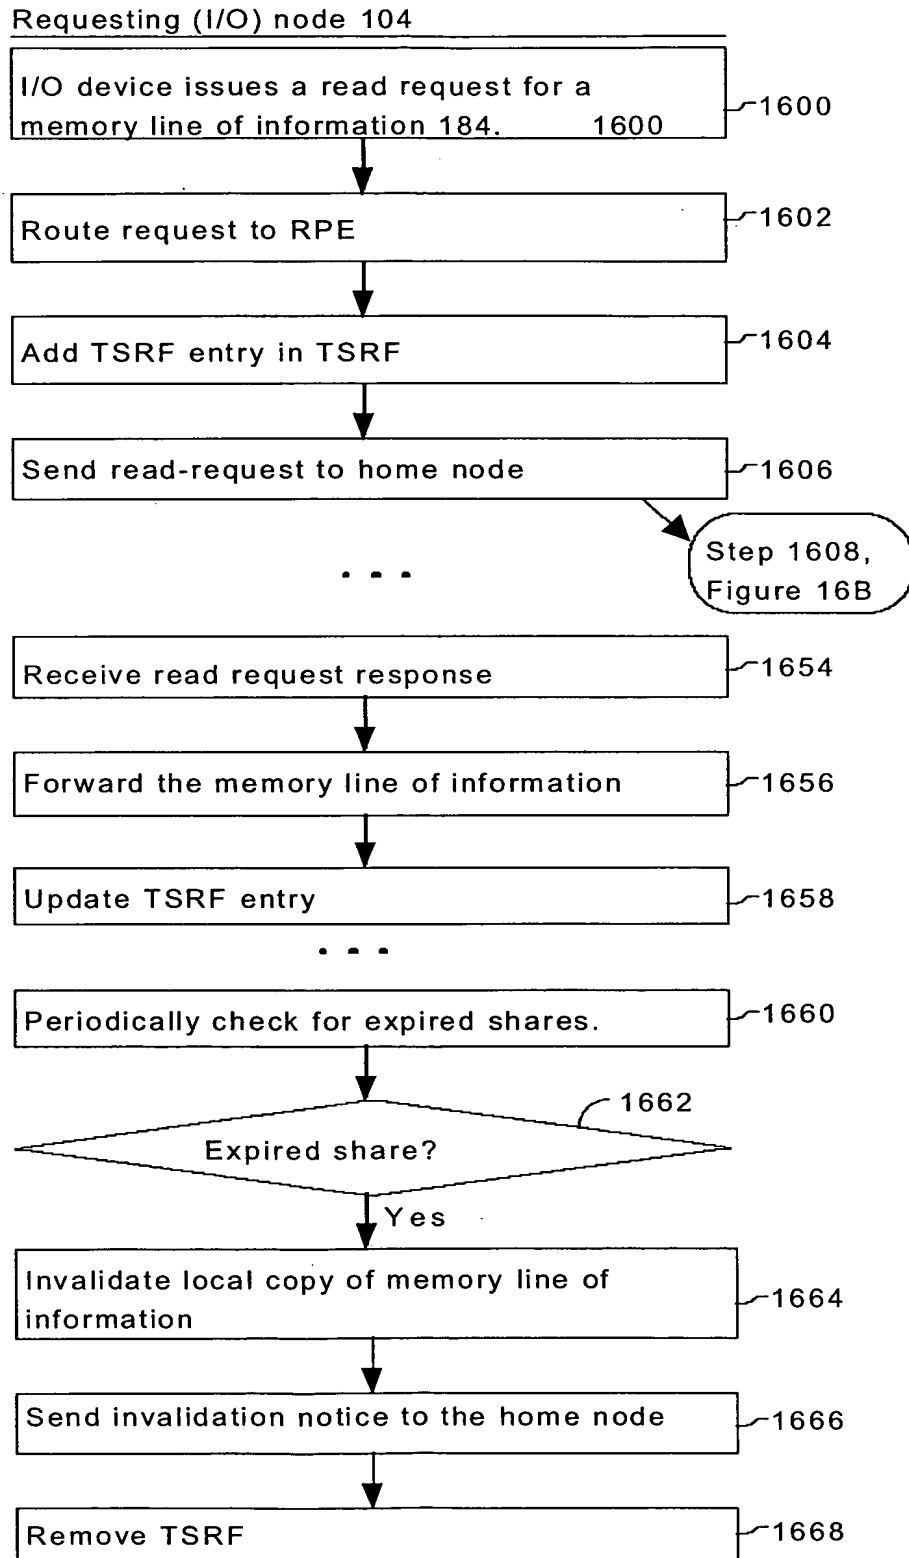 Requesting (I/O) node 104
I/O device issues a read request for a
memory line of information 184. 1600
1600
Route request to RPE
1602
Add TSRF entry in TSRF
1604
Send read-request to home node
1606
Step 1608,
Figure 16B
Receive read request response
1654
Forward the memory line of information
1656
Update TSRF entry
1658
Periodically check for expired shares.
1660
1662
Expired share?
Yes
Invalidate local copy of memory line of
information
1664
Send invalidation notice to the home node
1666
Remove TSRF
1668